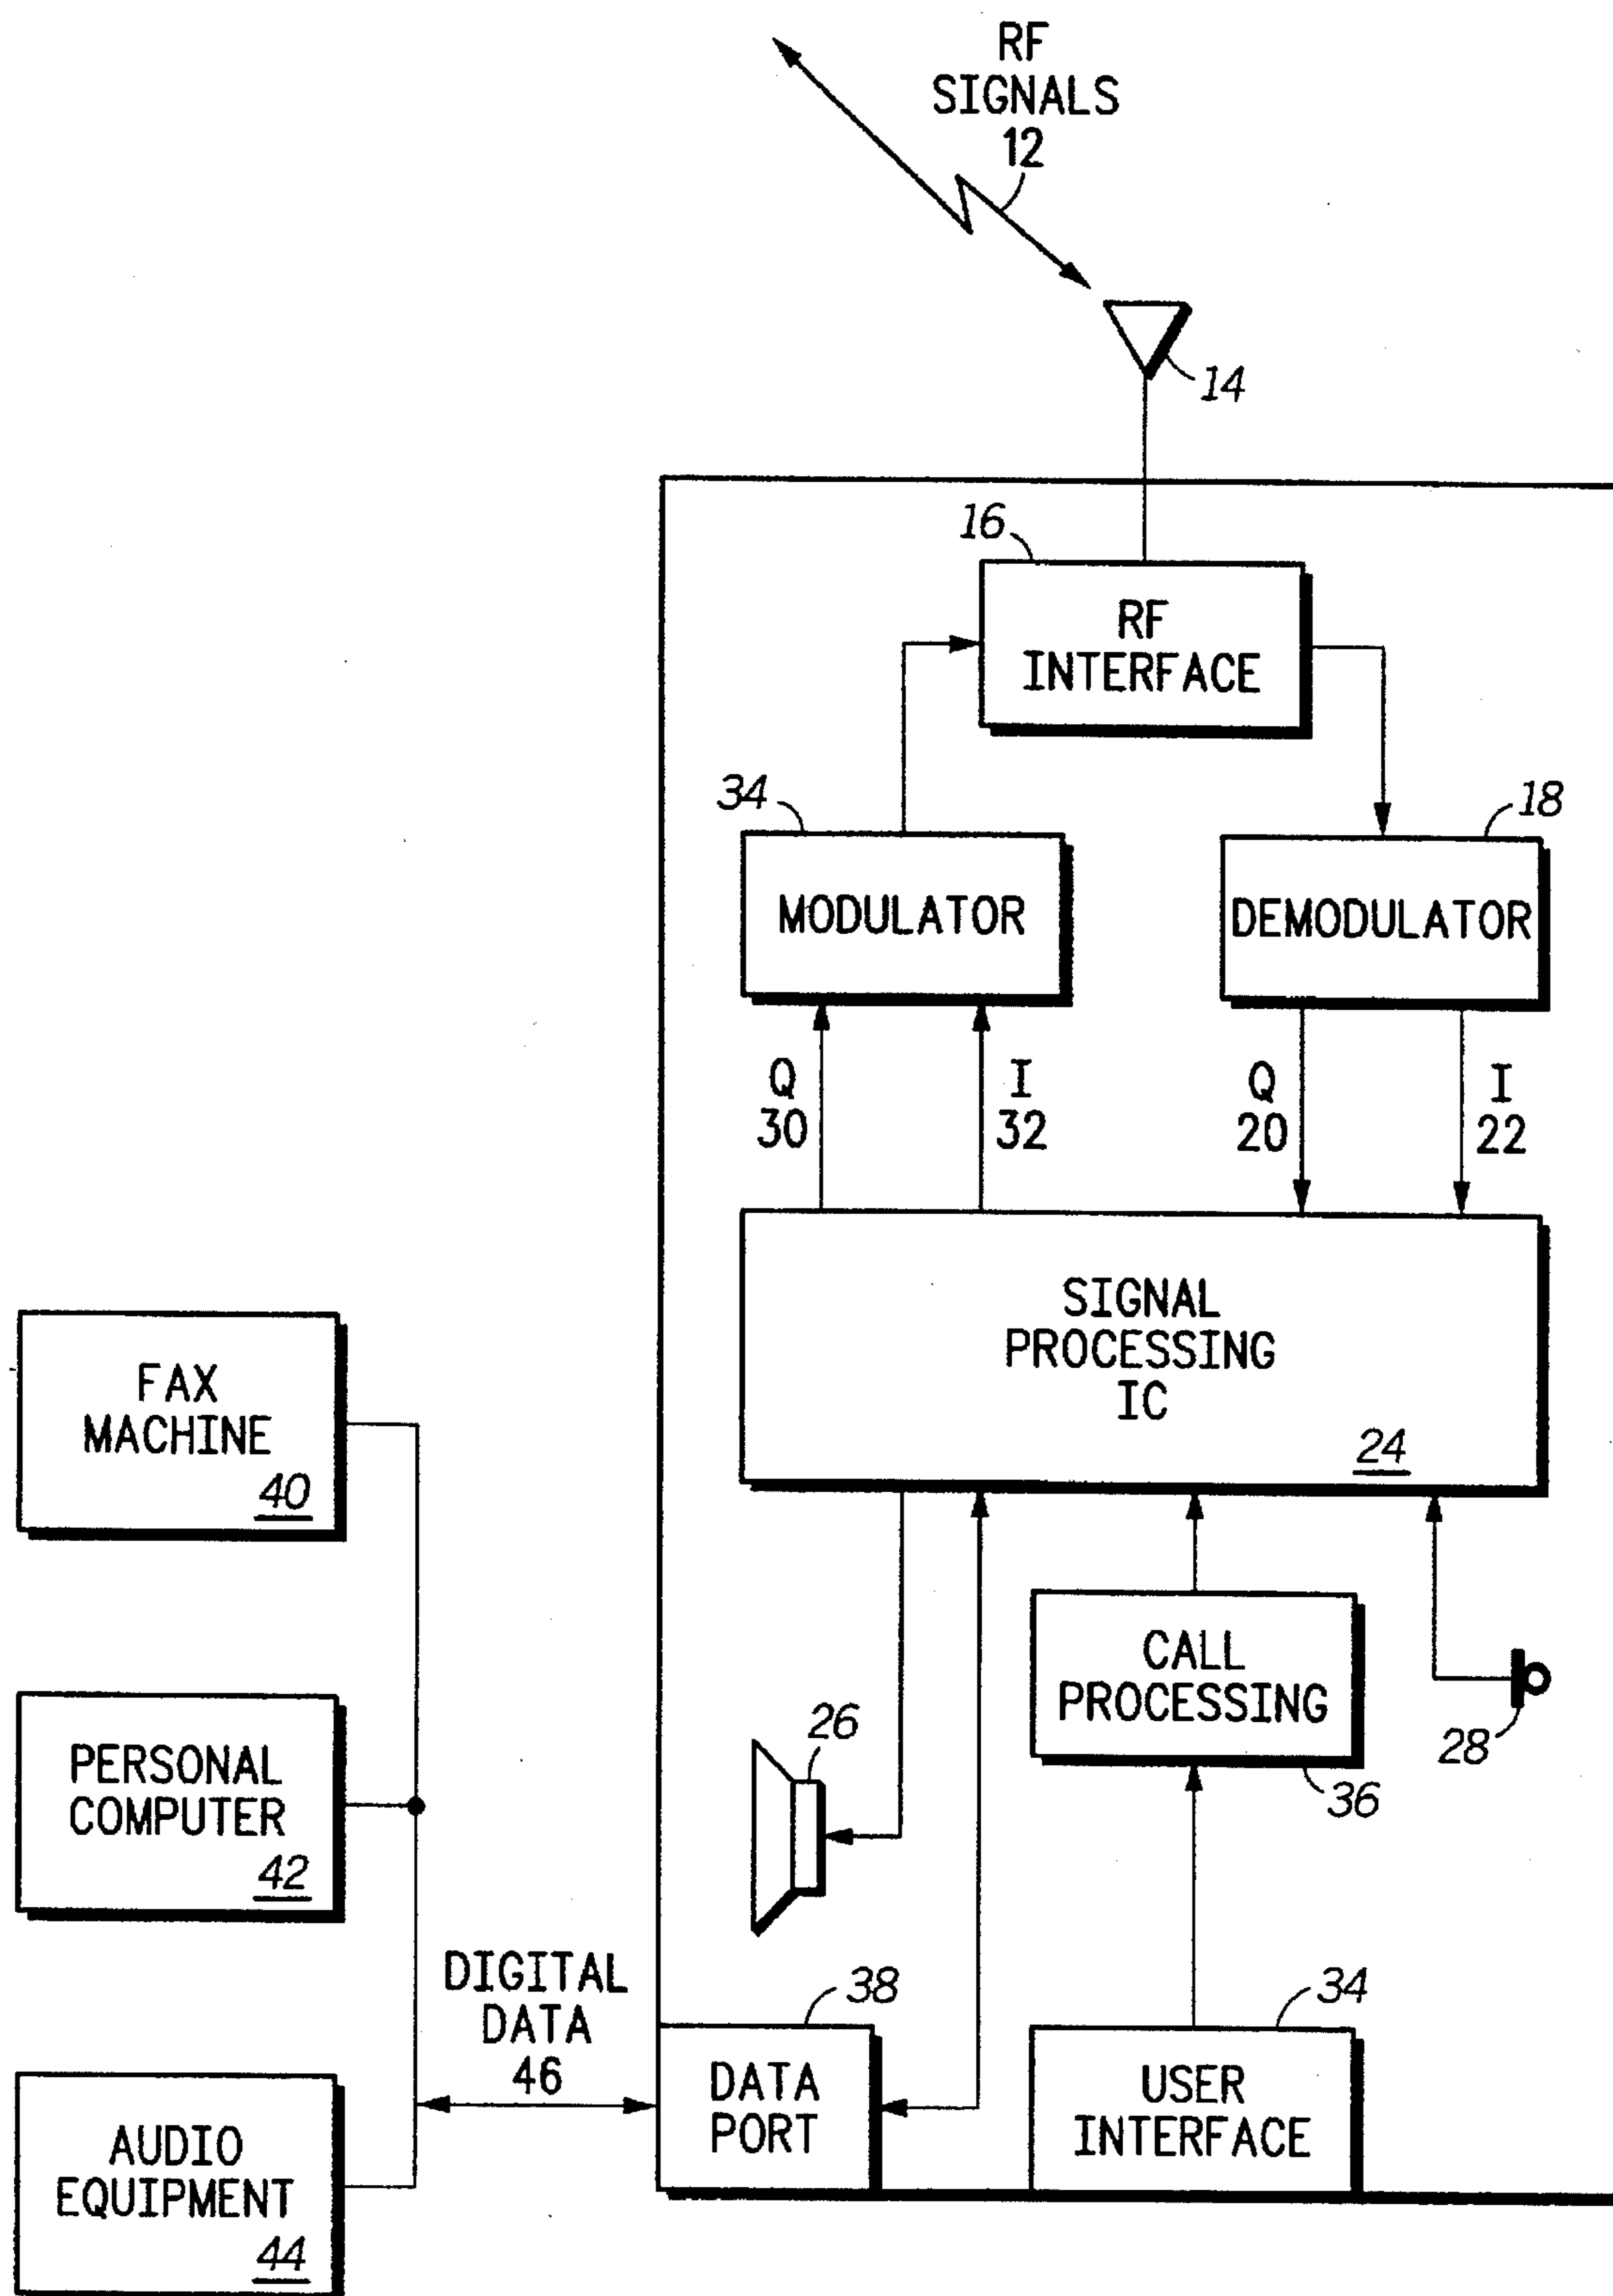 RF
SIGNALS
12
14
16
RF
INTERFACE
34
MODULATOR
18
DEMODULATOR
Q
30
I
32
Q
20
I
22
SIGNAL
PROCESSING
IC
24
FAX
MACHINE
40
PERSONAL
COMPUTER
42
AUDIO
EQUIPMENT
44
DIGITAL
DATA
46
26
CALL
PROCESSING
36
28
38
DATA
PORT
34
USER
INTERFACE